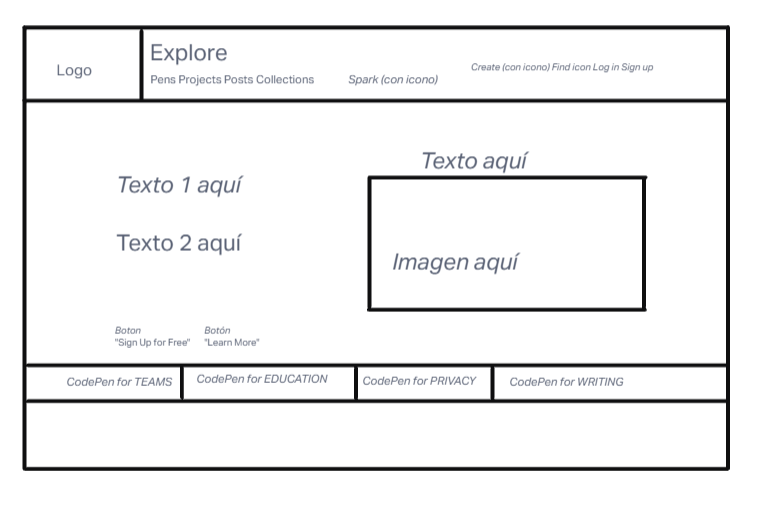 Logo
Explore
Pens Projects Posts Collections
Spark (con icono)
Create (con icono) Find icon Log in Sign up
Texto 1 aquí
Texto 2 aquí
Boton
"Sign Up for Free"
Botón
"Learn More"
Texto aquí
Imagen aquí
CodePen for TEAMS
CodePen for EDUCATION
CodePen for PRIVACY
CodePen for WRITING